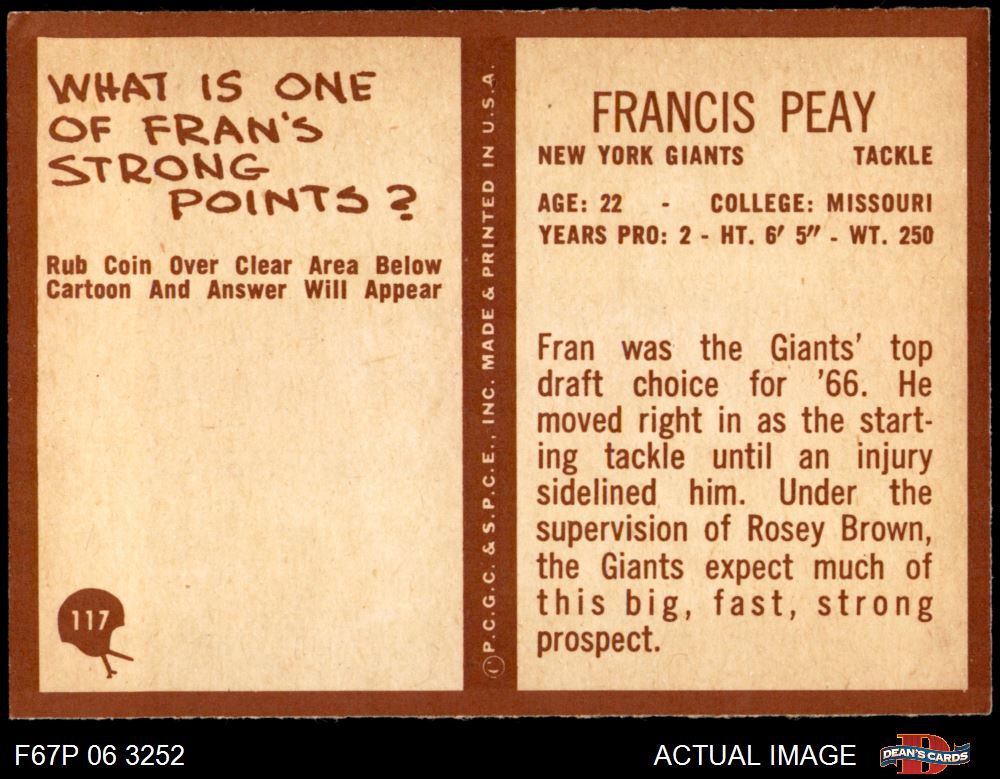 WHAT IS ONE
OF FRAN'S
STRONG
POINTS?
Rub Coin Over Clear Area Below
Cartoon And Answer Will Appear
117
©P.C.G.C. & S.P.C.E., INC. MADE & PRINTED IN U.S.A.
FRANCIS PEAY
NEW YORK GIANTS TACKLE
AGE: 22 - COLLEGE: MISSOURI
YEARS PRO: 2 - HT. 6' 5" - WT. 250
Fran was the Giants' top
draft choice for '66. He
moved right in as the start-
ing tackle until an injury
sidelined him. Under the
supervision of Rosey Brown,
the Giants expect much of
this big, fast, strong
prospect.
F67P 06 3252
ACTUAL IMAGE
DEAN'S CARDS